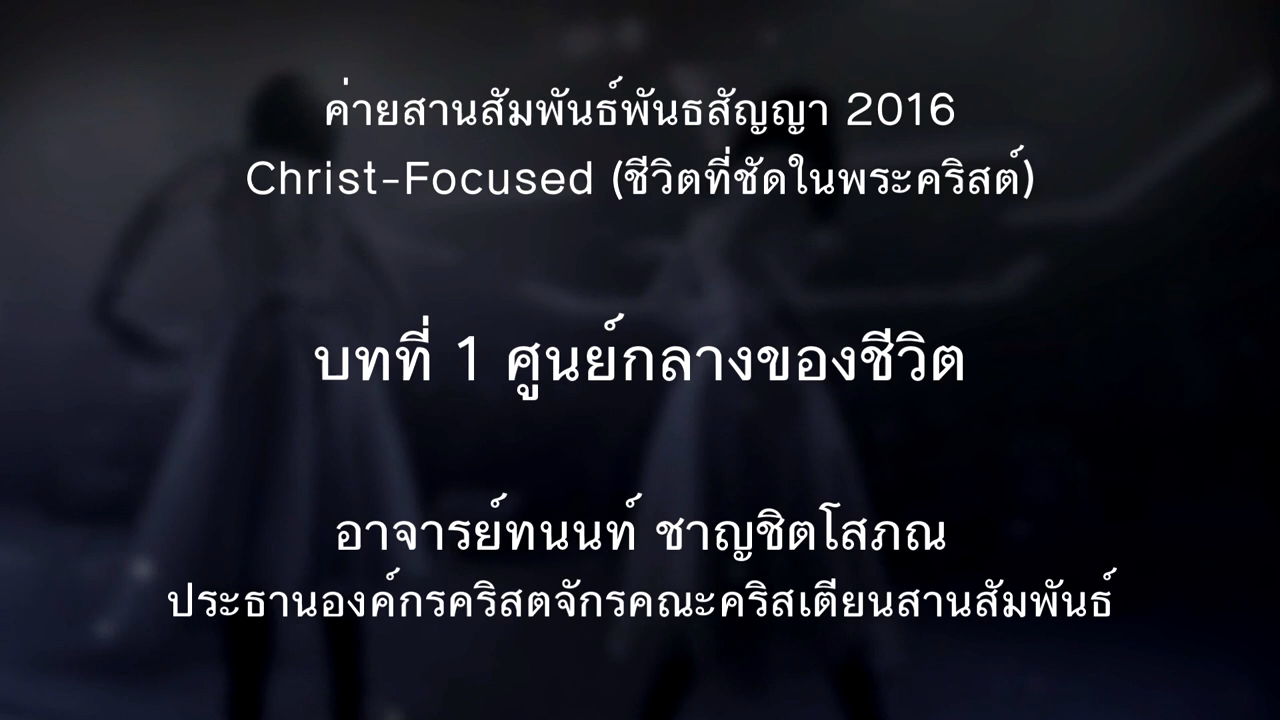 ค่ายสานสัมพันธ์พันธสัญญา 2016
Christ-Focused (ชีวิตที่ชัดในพระคริสต์)
บทที่ 1 ศูนย์กลางของชีวิต
อาจารย์ทนนท์ ชาญชิตโสภณ
ประธานองค์กรคริสตจักรคณะคริสเตียนสานสัมพันธ์